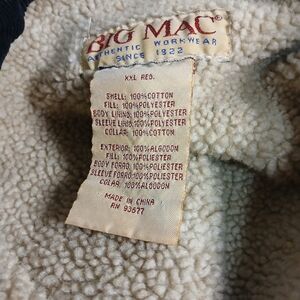 BIG MAC®
AUTHENTIC WORKWEAR
SINCE 1922
XXL REG.
SHELL: 100%COTTON
FILL: 100%POLYESTER
BODY LINING: 100%POLYESTER
SLEEVE LINING: 100%POLYESTER
COLLAR: 100%COTTON
EXTERIOR: 100%ALGODON
FILL: 100%POLIESTER
BODY FORRO: 100%POLIESTER
SLEEVE FORRO: 100%POLIESTER
COLAR: 100%ALGODON
MADE IN CHINA
RN 93677